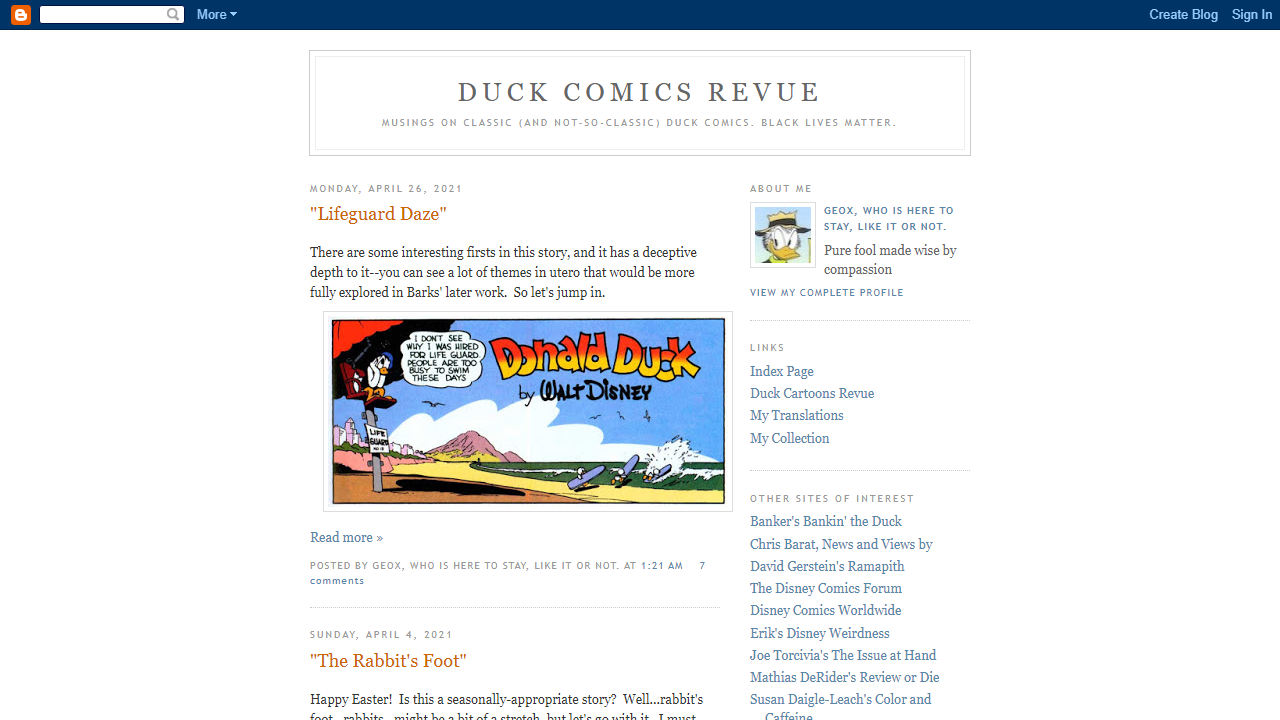 More
Create Blog
Sign In
DUCK COMICS REVUE
MUSINGS ON CLASSIC (AND NOT-SO-CLASSIC) DUCK COMICS. BLACK LIVES MATTER.
MONDAY, APRIL 26, 2021
"Lifeguard Daze"
There are some interesting firsts in this story, and it has a deceptive
depth to it--you can see a lot of themes in utero that would be more
fully explored in Barks' later work.  So let's jump in.
I DON'T SEE
WHY I WAS HIRED
FOR LIFE GUARD.
PEOPLE ARE TOO
BUSY TO SWIM
THESE DAYS
Donald Duck
by WALT DISNEY
LIFE
GUARD
Read more »
POSTED BY GEOX, WHO IS HERE TO STAY, LIKE IT OR NOT. AT 1:21 AM 7
comments
SUNDAY, APRIL 4, 2021
"The Rabbit's Foot"
Happy Easter!  Is this a seasonally-appropriate story?  Well...rabbit's
foot...rabbits...might be a bit of a stretch, but let's go with it.  I must
ABOUT ME
GEOX, WHO IS HERE TO
STAY, LIKE IT OR NOT.
Pure fool made wise by
compassion
VIEW MY COMPLETE PROFILE
LINKS
Index Page
Duck Cartoons Revue
My Translations
My Collection
OTHER SITES OF INTEREST
Banker's Bankin' the Duck
Chris Barat, News and Views by
David Gerstein's Ramapith
The Disney Comics Forum
Disney Comics Worldwide
Erik's Disney Weirdness
Joe Torcivia's The Issue at Hand
Mathias DeRider's Review or Die
Susan Daigle-Leach's Color and
Caffeine